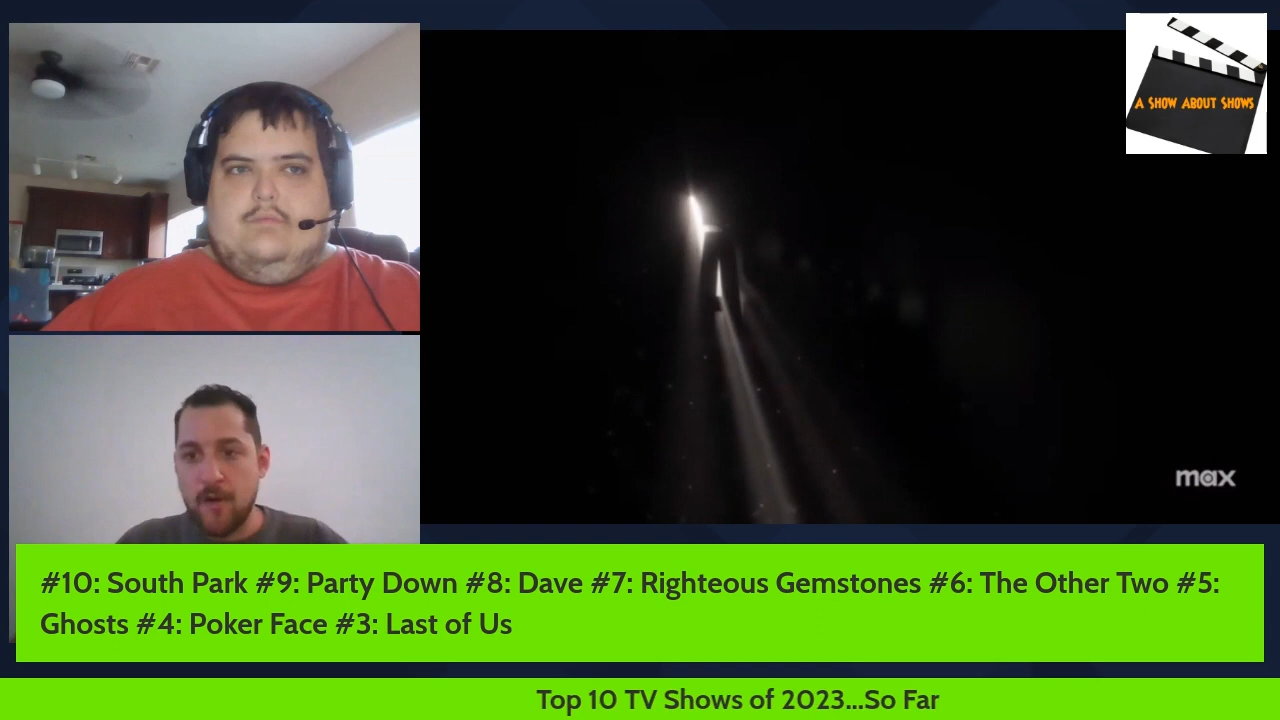 A SHOW ABOUT SHOWS
max
#10: South Park #9: Party Down #8: Dave #7: Righteous Gemstones #6: The Other Two #5:
Ghosts #4: Poker Face #3: Last of Us
Top 10 TV Shows of 2023...So Far